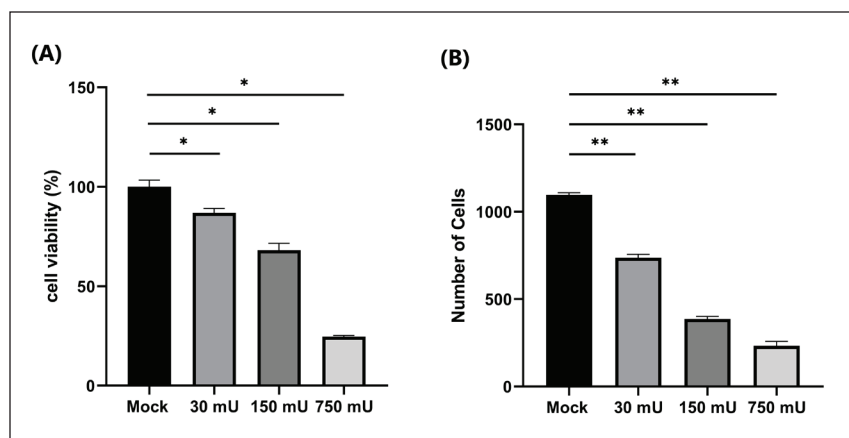 (A)
*
*
*
150
100
50
0
cell viability (%)
Mock 30 mU 150 mU 750 mU
(B)
**
**
**
1500
1000
500
0
Number of Cells
Mock 30 mU 150 mU 750 mU